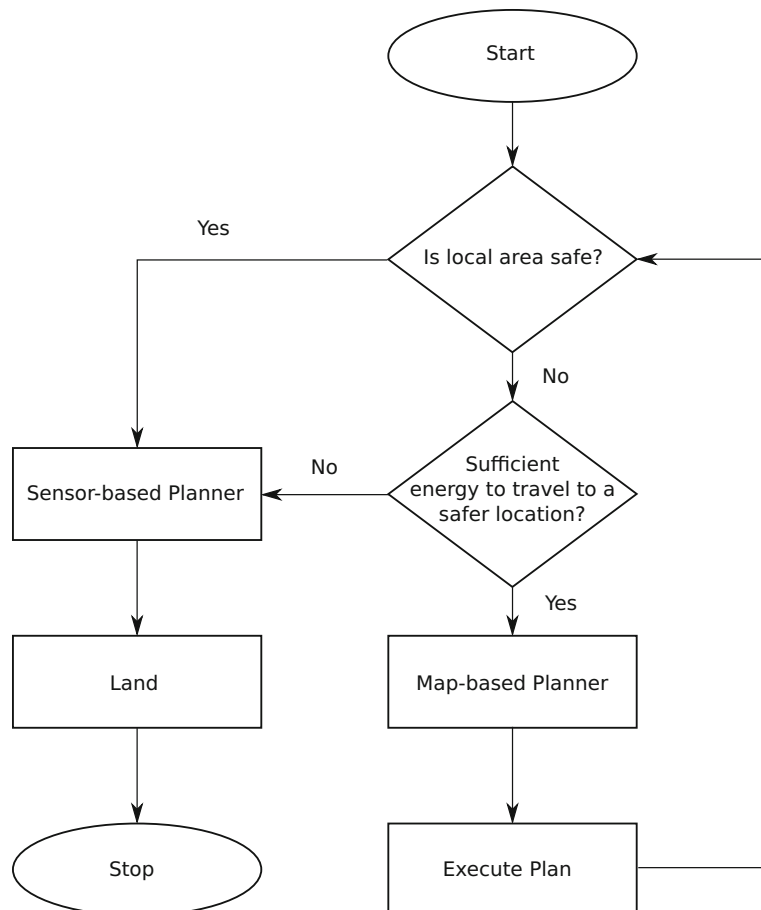 Start
Yes
Is local area safe?
No
Sufficient
energy to travel to a
safer location?
No
Sensor-based Planner
Yes
Land
Map-based Planner
Stop
Execute Plan